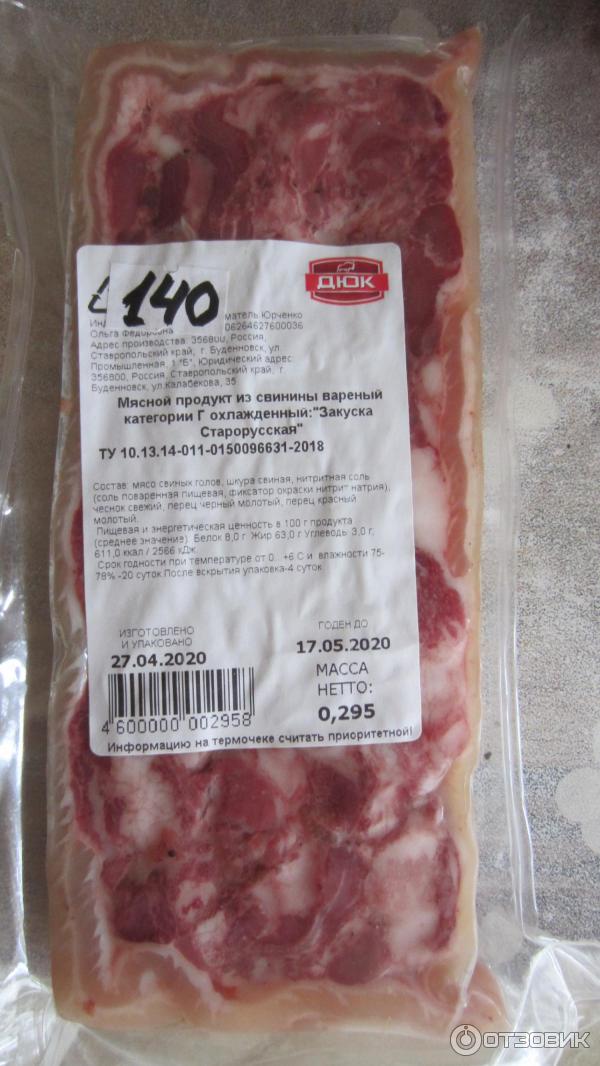 140
ДЮК
матель Юрченко
Ольга Федоровна 06264627600036
Адрес производства: 356800, Россия,
Ставропольский край, г. Буденновск, ул.
Промышленная, 1 "Б", Юридический адрес:
356800, Россия, Ставропольский край, г.
Буденновск, ул.Калабекова, 35
Мясной продукт из свинины вареный
категории Г охлажденный:"Закуска
Старорусская"
ТУ 10.13.14-011-0150096631-2018
Состав: мясо свиных голов, шкура свиная, нитритная соль
(соль поваренная пищевая, фиксатор окраски нитрит натрия),
чеснок свежий, перец черный молотый, перец красный
молотый.
Пищевая и энергетическая ценность в 100 г продукта
(среднее значение): Белок 8,0 г Жир 63,0 г Углеводы 3,0 г,
611,0 ккал / 2566 кДж.
Срок годности при температуре от 0...+6 С и влажности 75-
78% -20 суток.После вскрытия упаковка-4 суток
ИЗГОТОВЛЕНО
И УПАКОВАНО
27.04.2020
ГОДЕН ДО
17.05.2020
МАССА
НЕТТО:
0,295
4 600000 002958
Информацию на термочеке считать приоритетной!
ОТЗОВИК